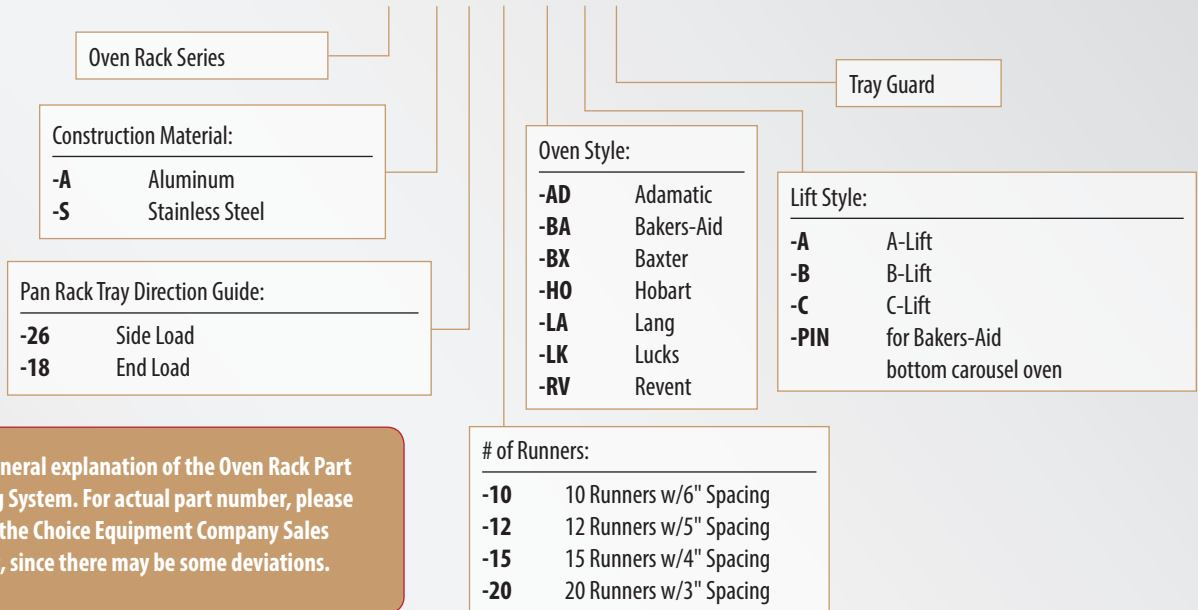 Oven Rack Series
Tray Guard
Construction Material:
-A Aluminum
-S Stainless Steel
Oven Style:
-AD Adamatic
-BA Bakers-Aid
-BX Baxter
-HO Hobart
-LA Lang
-LK Lucks
-RV Revent
Lift Style:
-A A-Lift
-B B-Lift
-C C-Lift
-PIN for Bakers-Aid
bottom carousel oven
Pan Rack Tray Direction Guide:
-26 Side Load
-18 End Load
# of Runners:
-10 10 Runners w/6" Spacing
-12 12 Runners w/5" Spacing
-15 15 Runners w/4" Spacing
-20 20 Runners w/3" Spacing
explanation of the Oven Rack Part
System. For actual part number, please
the Choice Equipment Company Sales
, since there may be some deviations.